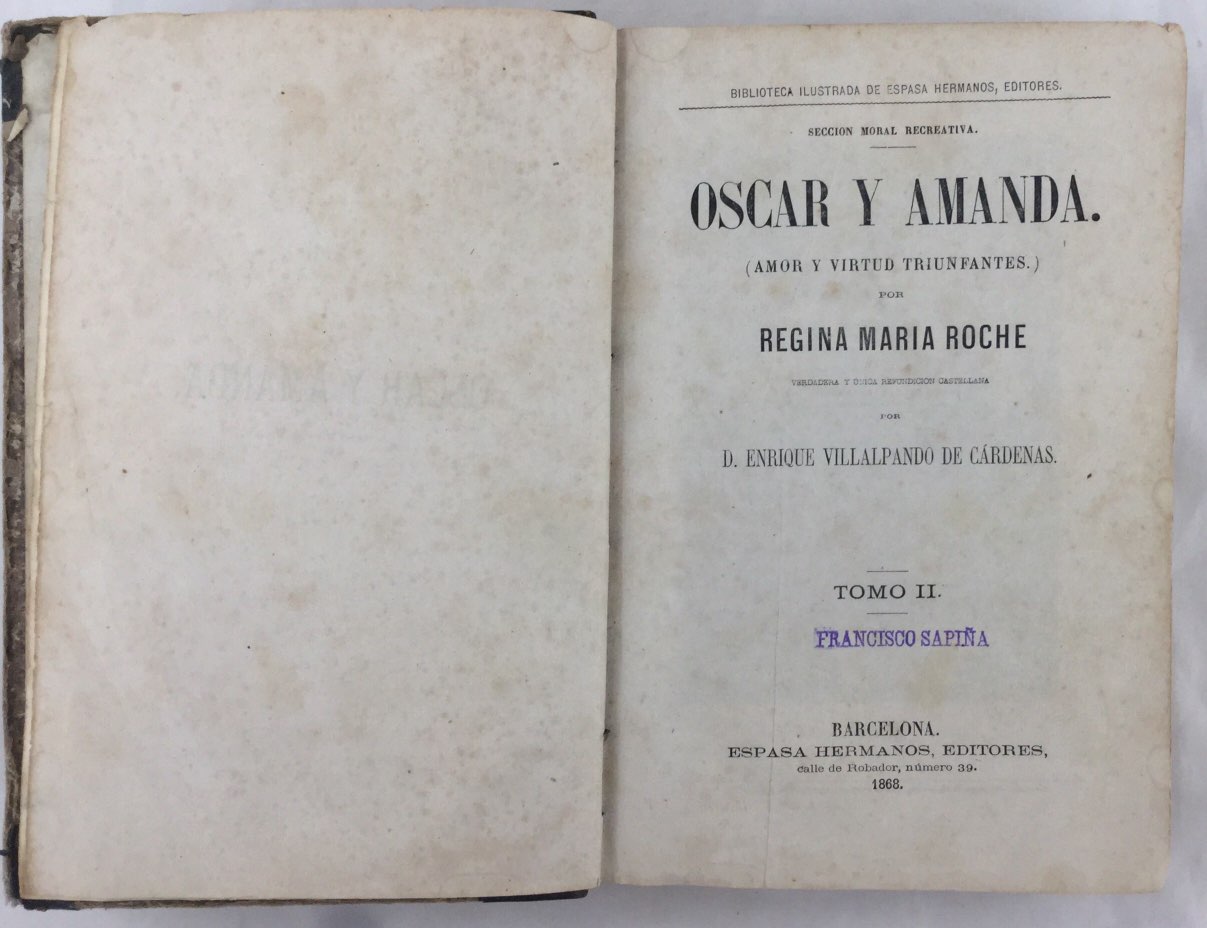 BIBLIOTECA ILUSTRADA DE ESPASA HERMANOS, EDITORES.
SECCION MORAL RECREATIVA.
OSCAR Y AMANDA.
(AMOR Y VIRTUD TRIUNFANTES.)
POR
REGINA MARIA ROCHE
VERDADERA Y ÚNICA REFUNDICION CASTELLANA
POR
D. ENRIQUE VILLALPANDO DE CÁRDENAS.
TOMO II.
FRANCISCO SAPIÑA
BARCELONA.
ESPASA HERMANOS, EDITORES,
calle de Robador, número 39.
1868.